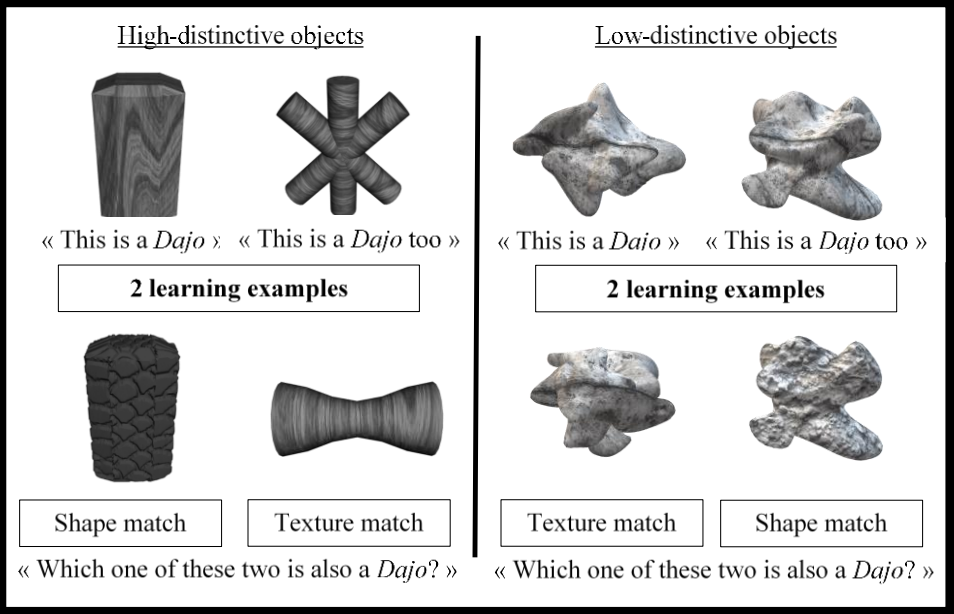 High-distinctive objects
« This is a Dajo »
« This is a Dajo too »
2 learning examples
Shape match
Texture match
« Which one of these two is also a Dajo? »
Low-distinctive objects
« This is a Dajo »
« This is a Dajo too »
2 learning examples
Texture match
Shape match
« Which one of these two is also a Dajo? »